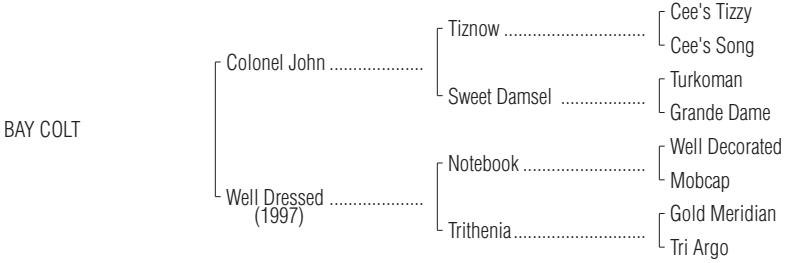 Cee's Tizzy
Tiznow ..............................
Cee's Song
Colonel John ....................
Turkoman
Sweet Damsel ..................
Grande Dame
BAY COLT
Well Decorated
Notebook ..........................
Mobcap
Well Dressed ....................
(1997)
Gold Meridian
Trithenia............................
Tri Argo